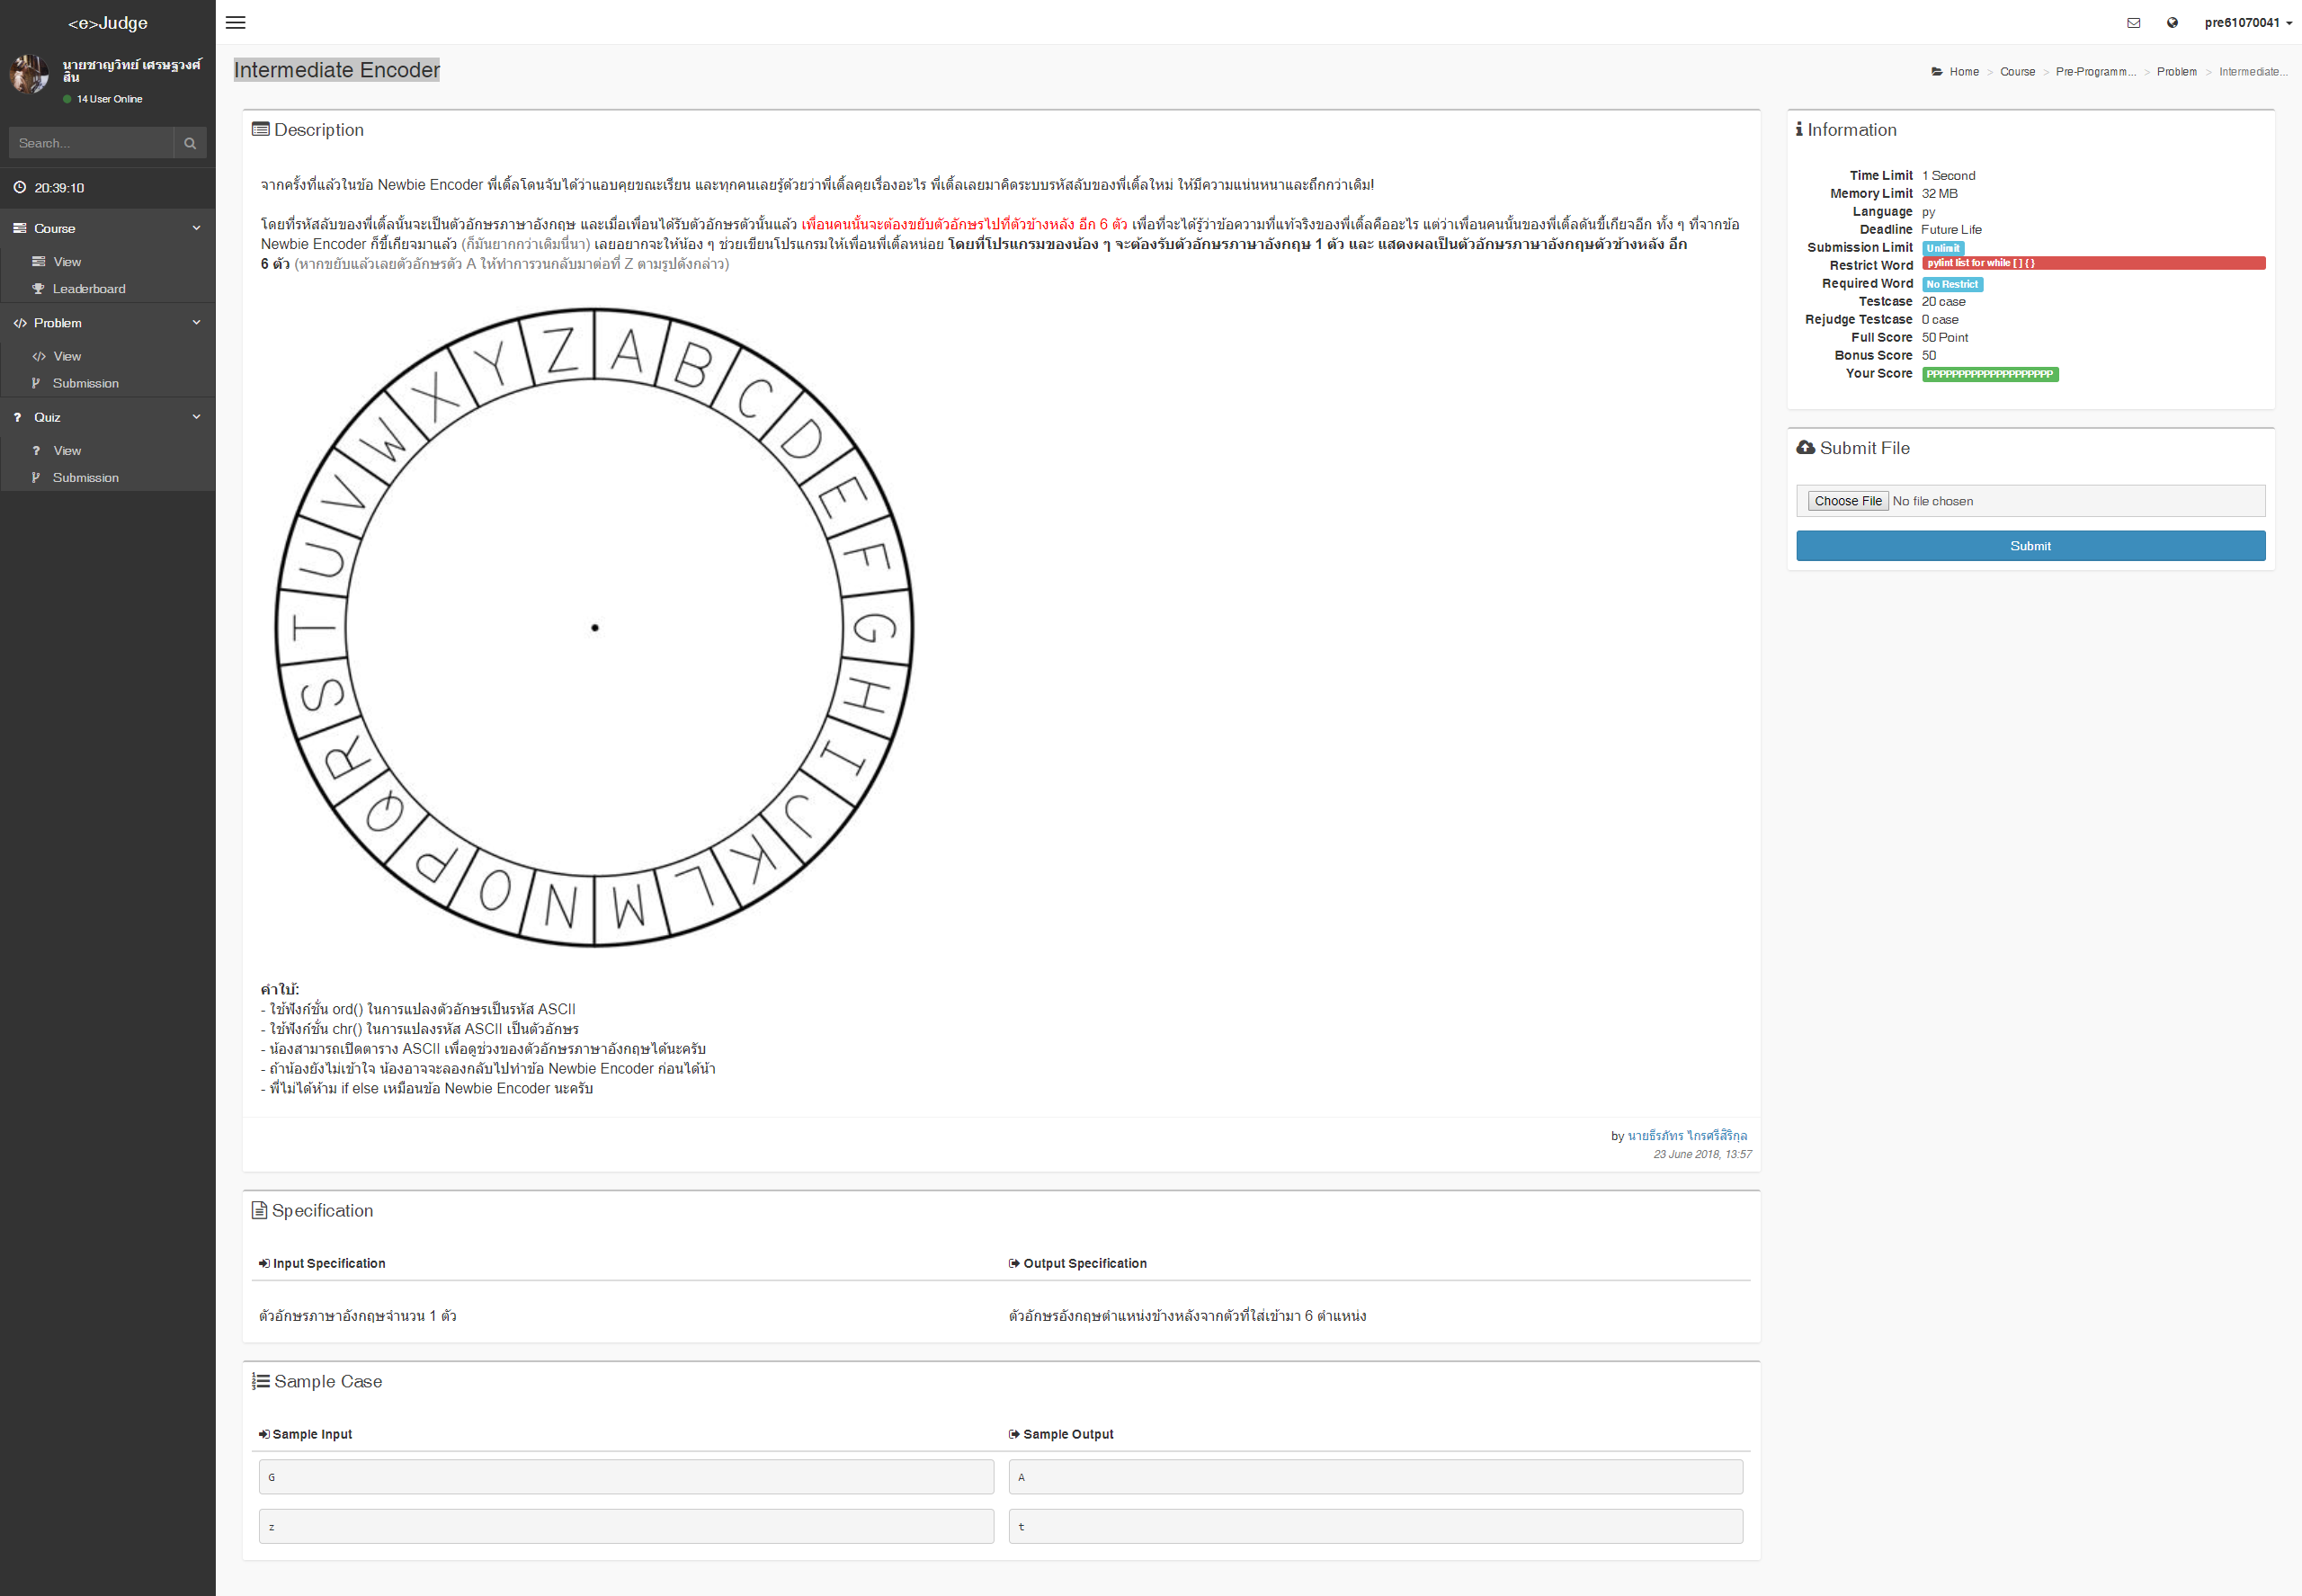 <e>Judge
pre61070041
นายชาญวิทย์ เศรษฐวงศ์
สิน
14 User Online
Search...
20:39:10
Course
View
Leaderboard
Problem
View
Submission
Quiz
View
Submission
Intermediate Encoder
Home > Course > Pre-Programm... > Problem > Intermediate...
Description
จากครั้งที่แล้วในข้อ Newbie Encoder พี่เติ้ลโดนจับได้ว่าแอบคุยขณะเรียน และทุกคนเลยรู้ด้วยว่าพี่เติ้ลคุยเรื่องอะไร พี่เติ้ลเลยมาคิดระบบรหัสลับของพี่เติ้ลใหม่ ให้มีความแน่นหนาและถึกกว่าเดิม!
โดยที่รหัสลับของพี่เติ้ลนั้นจะเป็นตัวอักษรภาษาอังกฤษ และเมื่อเพื่อนได้รับตัวอักษรตัวนั้นแล้ว เพื่อนคนนั้นจะต้องขยับตัวอักษรไปที่ตัวข้างหลัง อีก 6 ตัว เพื่อที่จะได้รู้ว่าข้อความที่แท้จริงของพี่เติ้ลคืออะไร แต่ว่าเพื่อนคนนั้นของพี่เติ้ลดันขี้เกียจอีก ทั้ง ๆ ที่จากข้อ
Newbie Encoder ก็ขี้เกียจมาแล้ว (ก็มันยากกว่าเดิมนี่นา) เลยอยากจะให้น้อง ๆ ช่วยเขียนโปรแกรมให้เพื่อนพี่เติ้ลหน่อย โดยที่โปรแกรมของน้อง ๆ จะต้องรับตัวอักษรภาษาอังกฤษ 1 ตัว และ แสดงผลเป็นตัวอักษรภาษาอังกฤษตัวข้างหลัง อีก
6 ตัว (หากขยับแล้วเลยตัวอักษรตัว A ให้ทำการวนกลับมาต่อที่ Z ตามรูปดังกล่าว)
A B C D E F G H I J K L M N O P Q R S T U V W X Y Z
คำใบ้:
- ใช้ฟังก์ชั่น ord() ในการแปลงตัวอักษรเป็นรหัส ASCII
- ใช้ฟังก์ชั่น chr() ในการแปลงรหัส ASCII เป็นตัวอักษร
- น้องสามารถเปิดตาราง ASCII เพื่อดูช่วงของตัวอักษรภาษาอังกฤษได้นะครับ
- ถ้าน้องยังไม่เข้าใจ น้องอาจจะลองกลับไปทำข้อ Newbie Encoder ก่อนได้น้า
- พี่ไม่ได้ห้าม if else เหมือนข้อ Newbie Encoder นะครับ
by นายธีรภัทร ไกรศรีสิริกุล
23 June 2018, 13:57
Specification
Input Specification
Output Specification
ตัวอักษรภาษาอังกฤษจำนวน 1 ตัว
ตัวอักษรอังกฤษตำแหน่งข้างหลังจากตัวที่ใส่เข้ามา 6 ตำแหน่ง
Sample Case
Sample Input
Sample Output
G
A
z
t
Information
Time Limit 1 Second
Memory Limit 32 MB
Language py
Deadline Future Life
Submission Limit Unlimit
Restrict Word pylint list for while [ ] { }
Required Word No Restrict
Testcase 20 case
Rejudge Testcase 0 case
Full Score 50 Point
Bonus Score 50
Your Score PPPPPPPPPPPPPPPPPPPP
Submit File
Choose File No file chosen
Submit